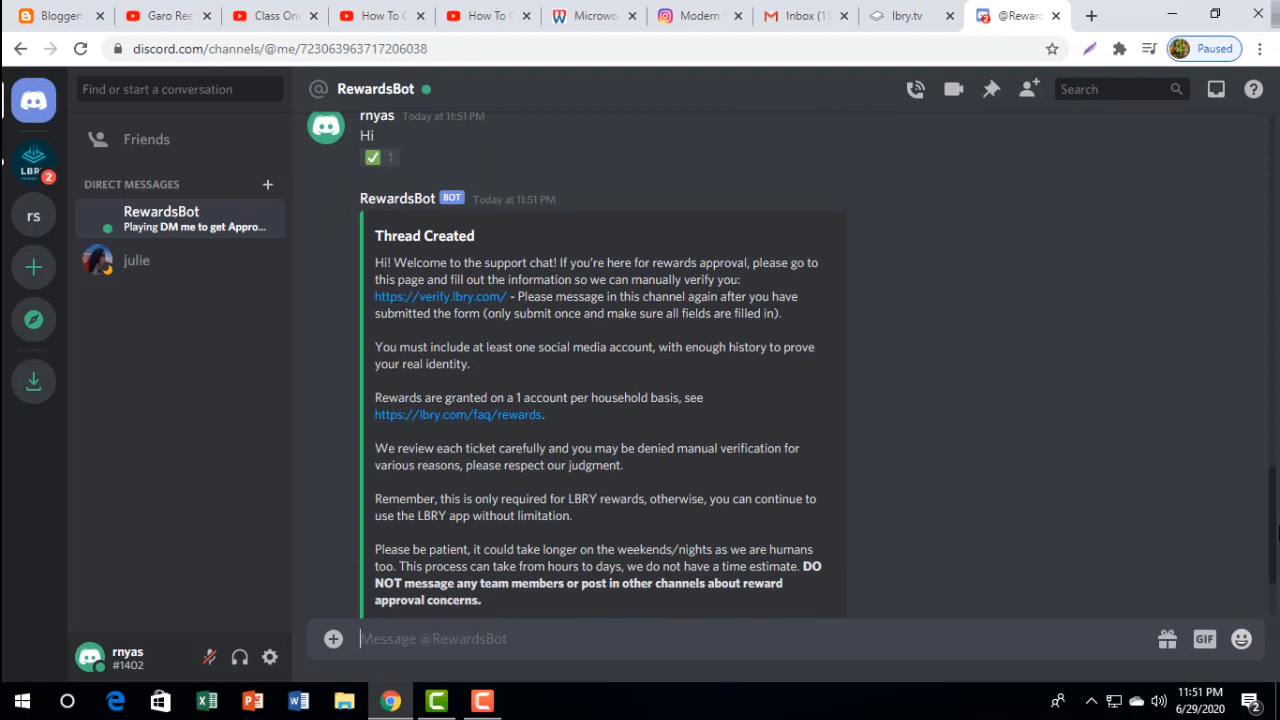 Blogger:
Garo Ree
Class On
How To C
How To C
Microwo
Modern
Inbox (15
lbry.tv
@Rewar
discord.com/channels/@me/723063963717206038
Paused
Find or start a conversation
@ RewardsBot
Search
Friends
LBRY
2
DIRECT MESSAGES
rs
RewardsBot
Playing DM me to get Appro...
julie
rnyas Today at 11:51 PM
Hi
1
RewardsBot BOT Today at 11:51 PM
Thread Created
Hi! Welcome to the support chat! If you're here for rewards approval, please go to
this page and fill out the information so we can manually verify you:
https://verify.lbry.com/ - Please message in this channel again after you have
submitted the form (only submit once and make sure all fields are filled in).
You must include at least one social media account, with enough history to prove
your real identity.
Rewards are granted on a 1 account per household basis, see
https://lbry.com/faq/rewards.
We review each ticket carefully and you may be denied manual verification for
various reasons, please respect our judgment.
Remember, this is only required for LBRY rewards, otherwise, you can continue to
use the LBRY app without limitation.
Please be patient, it could take longer on the weekends/nights as we are humans
too. This process can take from hours to days, we do not have a time estimate. DO
NOT message any team members or post in other channels about reward
approval concerns.
Message @RewardsBot
GIF
rnyas
#1402
11:51 PM
6/29/2020
2